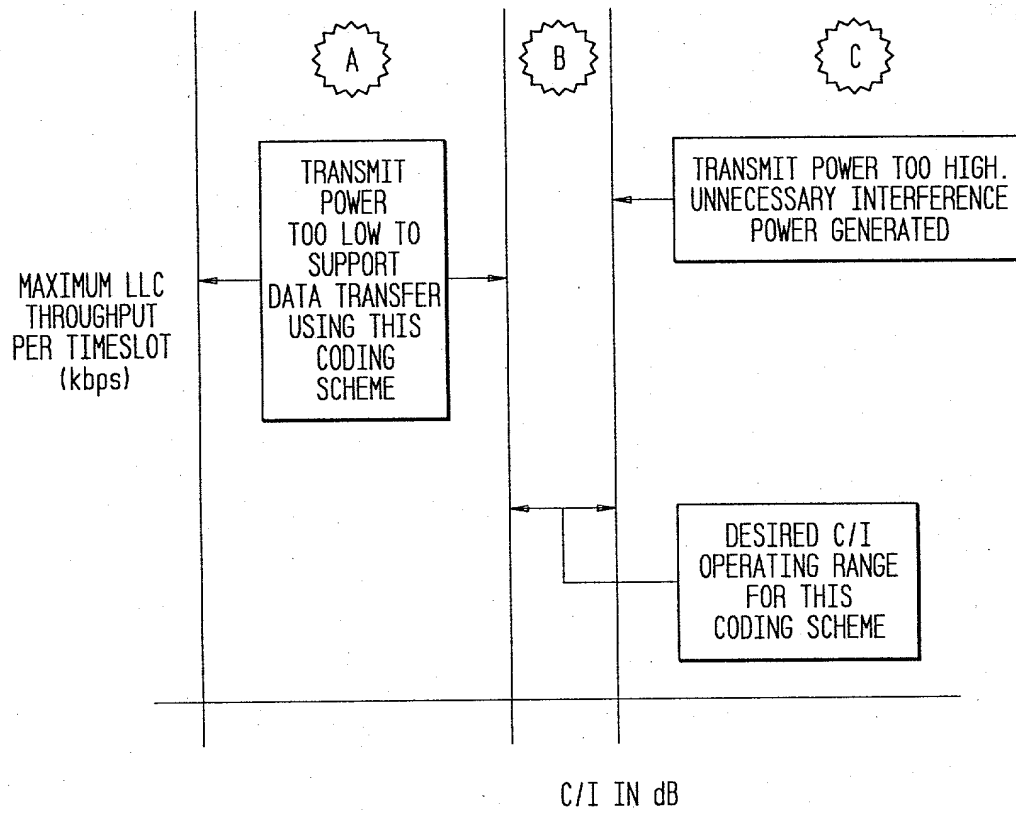 A
B
C
TRANSMIT
POWER
TOO LOW TO
SUPPORT
DATA TRANSFER
USING THIS
CODING
SCHEME
TRANSMIT POWER TOO HIGH.
UNNECESSARY INTERFERENCE
POWER GENERATED
MAXIMUM LLC
THROUGHPUT
PER TIMESLOT
(kbps)
DESIRED C/I
OPERATING RANGE
FOR THIS
CODING SCHEME
C/I IN dB